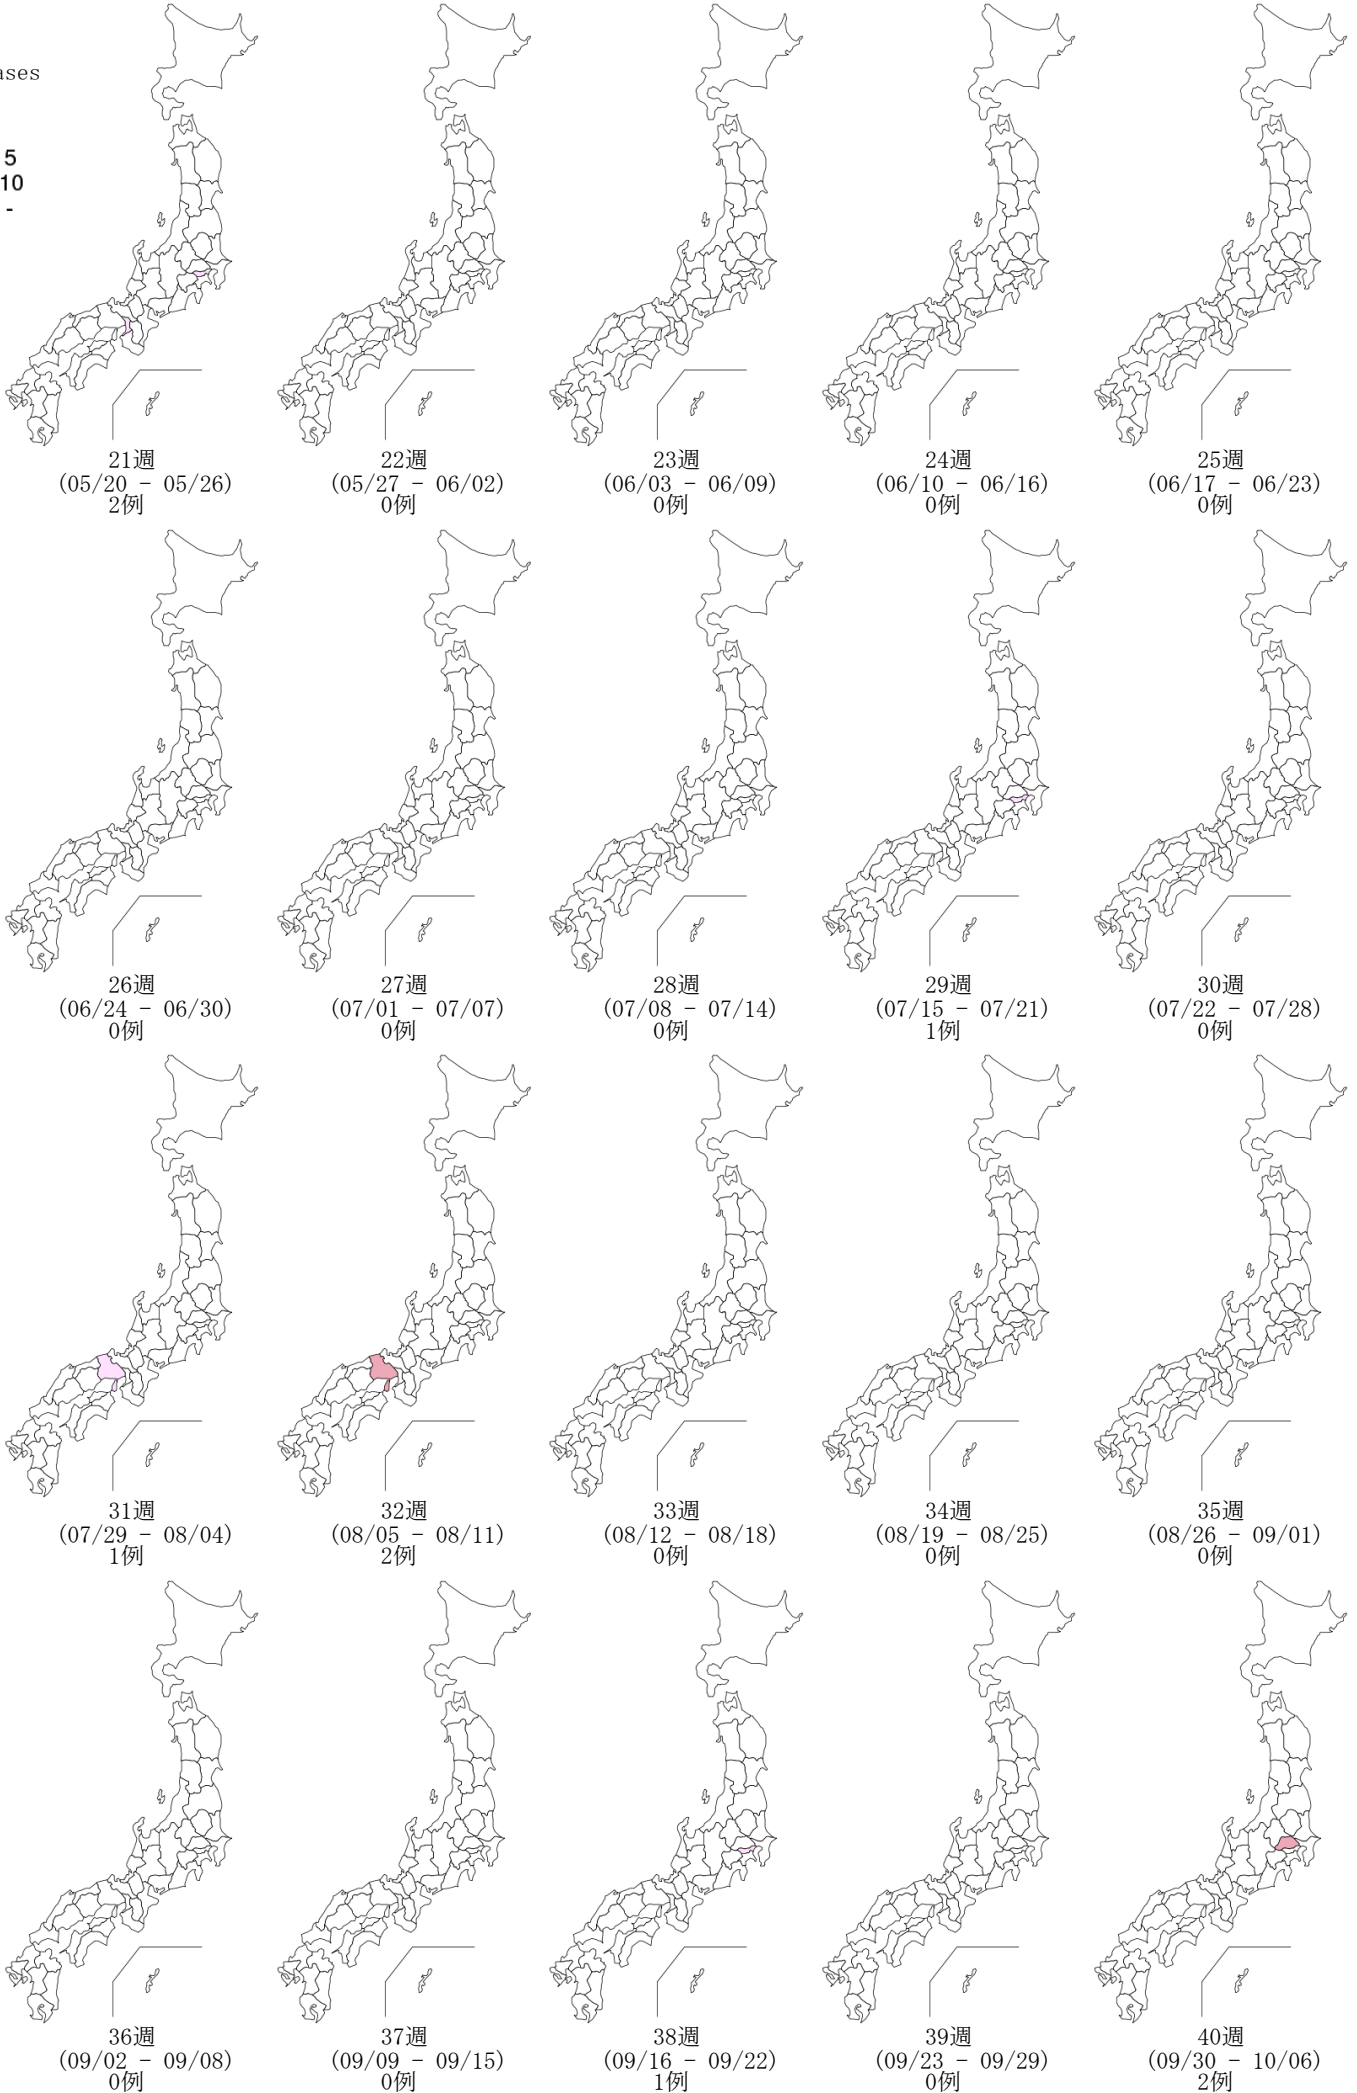 ases
5
10
-
21週
(05/20 - 05/26)
2例
22週
(05/27 - 06/02)
0例
23週
(06/03 - 06/09)
0例
24週
(06/10 - 06/16)
0例
25週
(06/17 - 06/23)
0例
26週
(06/24 - 06/30)
0例
27週
(07/01 - 07/07)
0例
28週
(07/08 - 07/14)
0例
29週
(07/15 - 07/21)
1例
30週
(07/22 - 07/28)
0例
31週
(07/29 - 08/04)
1例
32週
(08/05 - 08/11)
2例
33週
(08/12 - 08/18)
0例
34週
(08/19 - 08/25)
0例
35週
(08/26 - 09/01)
0例
36週
(09/02 - 09/08)
0例
37週
(09/09 - 09/15)
0例
38週
(09/16 - 09/22)
1例
39週
(09/23 - 09/29)
0例
40週
(09/30 - 10/06)
2例